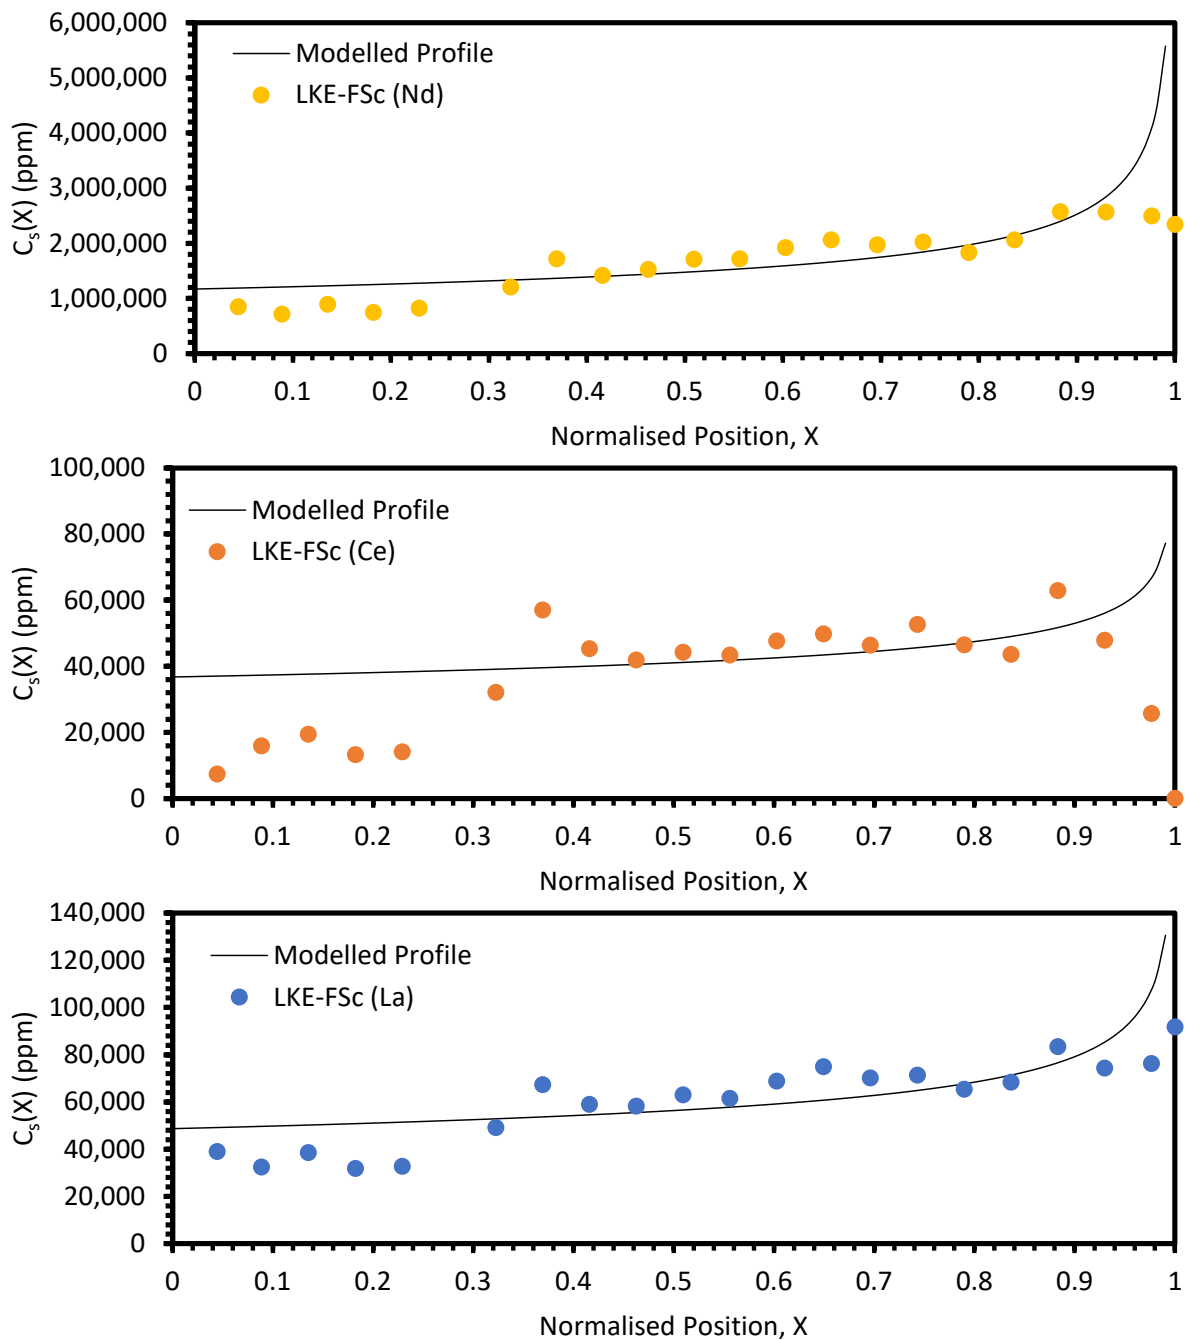 6,000,000
5,000,000
4,000,000
3,000,000
2,000,000
1,000,000
0
Cₛ(X) (ppm)
Modelled Profile
LKE-FSc (Nd)
0 0.1 0.2 0.3 0.4 0.5 0.6 0.7 0.8 0.9 1
Normalised Position, X
100,000
80,000
60,000
40,000
20,000
0
Cₛ(X) (ppm)
Modelled Profile
LKE-FSc (Ce)
0 0.1 0.2 0.3 0.4 0.5 0.6 0.7 0.8 0.9 1
Normalised Position, X
140,000
120,000
100,000
80,000
60,000
40,000
20,000
0
Cₛ(X) (ppm)
Modelled Profile
LKE-FSc (La)
0 0.1 0.2 0.3 0.4 0.5 0.6 0.7 0.8 0.9 1
Normalised Position, X